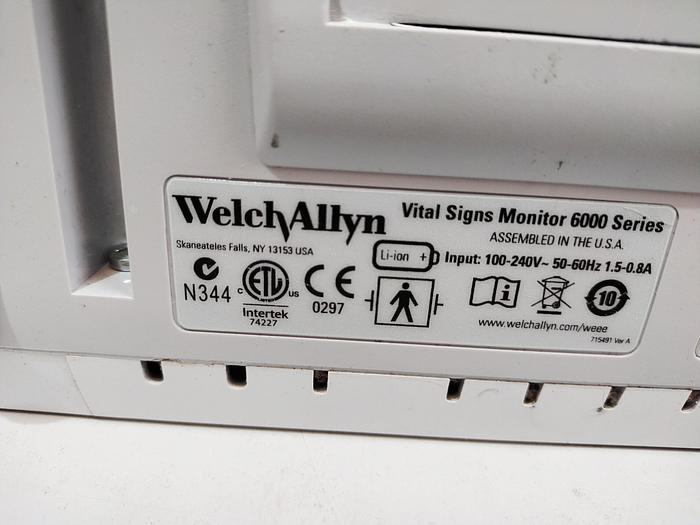 WelchAllyn
Vital Signs Monitor 6000 Series
ASSEMBLED IN THE U.S.A.
Skaneateles Falls, NY 13153 USA
Li-ion +
Input: 100-240V~ 50-60Hz 1.5-0.8A
N344
c ETL us
Intertek
74227
CE
0297
i
10
www.welchallyn.com/weee
715491 Ver A